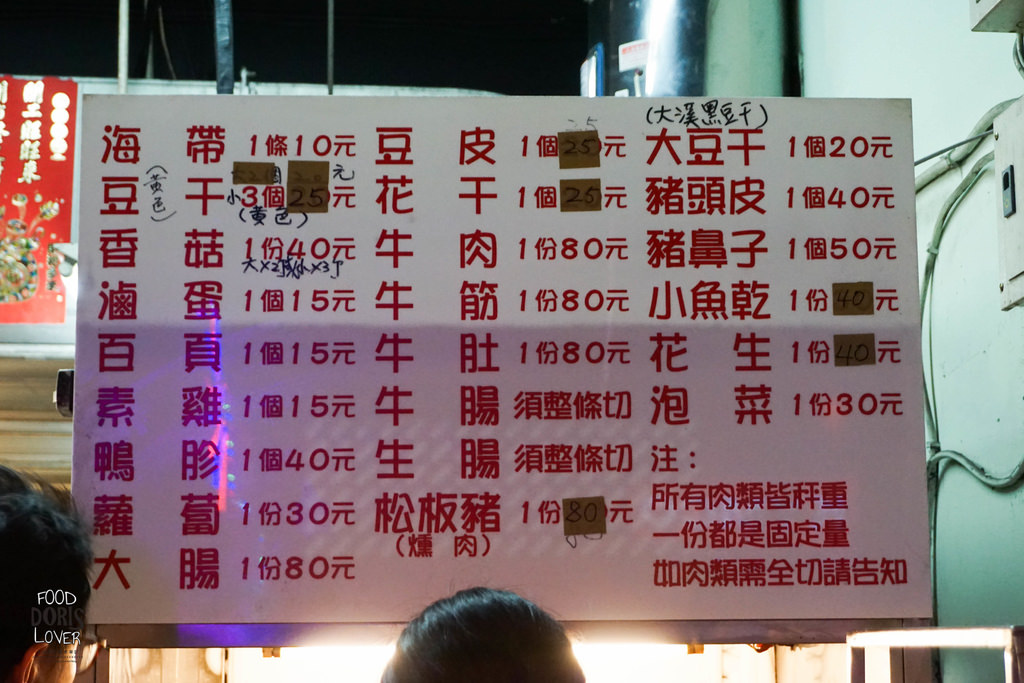 海帶 1條10元
豆干(黃色) 小3個25元
(黃色)
香菇 1份40元
大×2或小×3
滷蛋 1個15元
百頁 1個15元
素雞 1個15元
鴨胗 1個40元
蘿蔔 1份30元
大腸 1份80元
豆皮 1個25元
花干 1個25元
牛肉 1份80元
牛筋 1份80元
牛肚 1份80元
牛腸 須整條切
生腸 須整條切
松板豬 1份80元
(燻肉)
(大溪黑豆干)
大豆干 1個20元
豬頭皮 1個40元
豬鼻子 1個50元
小魚乾 1份40元
花生 1份40元
泡菜 1份30元
注：
所有肉類皆秤重
一份都是固定量
如肉類需全切請告知
FOOD
DORIS
LOVER